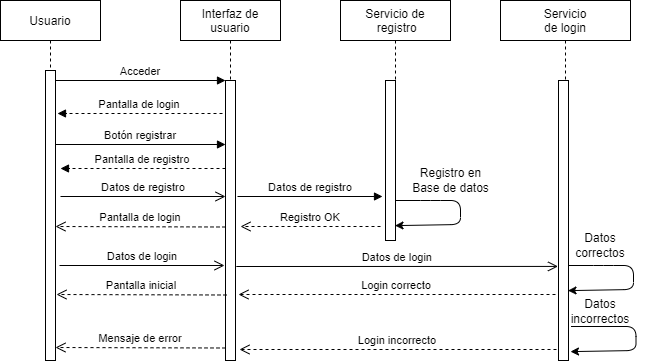 Usuario
Interfaz de
usuario
Servicio de
registro
Servicio
de login
Acceder
Pantalla de login
Botón registrar
Pantalla de registro
Datos de registro
Datos de registro
Registro en
Base de datos
Pantalla de login
Registro OK
Datos de login
Datos de login
Datos
correctos
Pantalla inicial
Login correcto
Datos
incorrectos
Mensaje de error
Login incorrecto